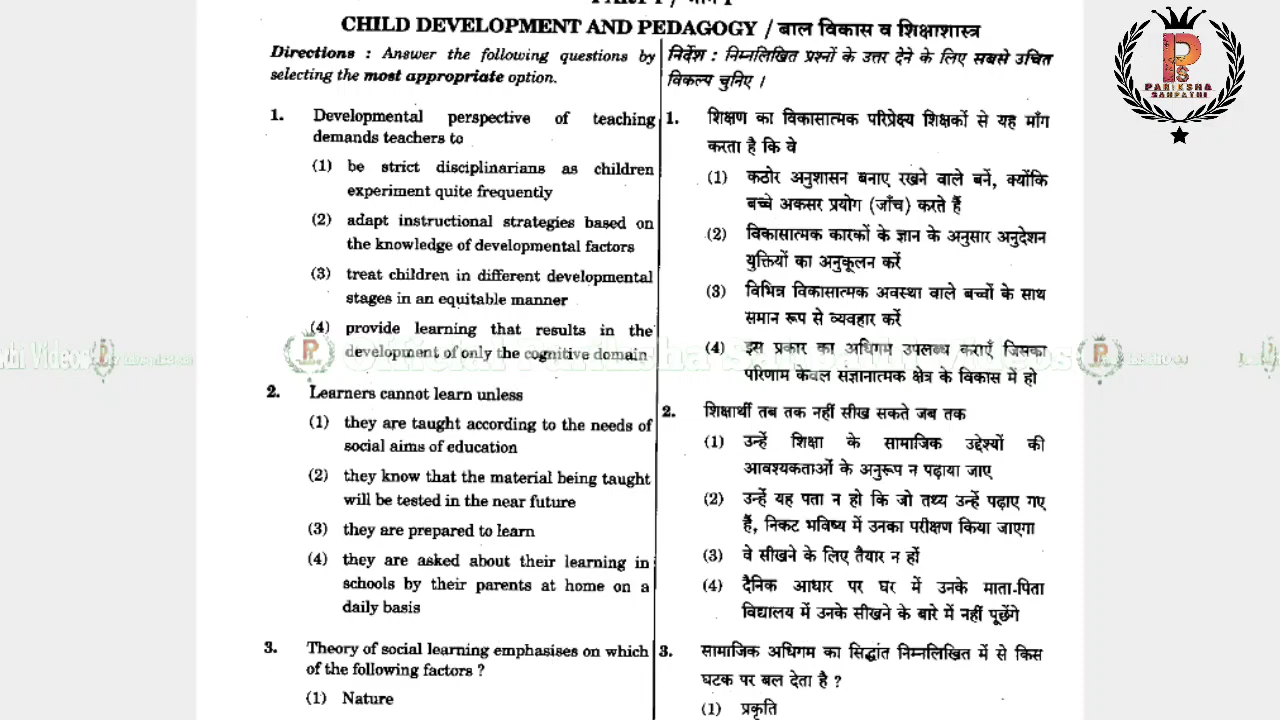 CHILD DEVELOPMENT AND PEDAGOGY / बाल विकास व शिक्षाशास्त्र
Directions : Answer the following questions by
selecting the most appropriate option.
1. Developmental perspective of teaching
demands teachers to
(1) be strict disciplinarians as children
experiment quite frequently
(2) adapt instructional strategies based on
the knowledge of developmental factors
(3) treat children in different developmental
stages in an equitable manner
(4) provide learning that results in the
development of only the cognitive domain
2. Learners cannot learn unless
(1) they are taught according to the needs of
social aims of education
(2) they know that the material being taught
will be tested in the near future
(3) they are prepared to learn
(4) they are asked about their learning in
schools by their parents at home on a
daily basis
3. Theory of social learning emphasises on which
of the following factors ?
(1) Nature
निर्देश : निम्नलिखित प्रश्नों के उत्तर देने के लिए सबसे उचित
विकल्प चुनिए ।
1. शिक्षण का विकासात्मक परिप्रेक्ष्य शिक्षकों से यह माँग
करता है कि वे
(1) कठोर अनुशासन बनाए रखने वाले बनें, क्योंकि
बच्चे अकसर प्रयोग (जाँच) करते हैं
(2) विकासात्मक कारकों के ज्ञान के अनुसार अनुदेशन
युक्तियों का अनुकूलन करें
(3) विभिन्न विकासात्मक अवस्था वाले बच्चों के साथ
समान रूप से व्यवहार करें
(4) इस प्रकार का अधिगम उपलब्ध कराएँ जिसका
परिणाम केवल संज्ञानात्मक क्षेत्र के विकास में हो
2. शिक्षार्थी तब तक नहीं सीख सकते जब तक
(1) उन्हें शिक्षा के सामाजिक उद्देश्यों की
आवश्यकताओं के अनुरूप न पढ़ाया जाए
(2) उन्हें यह पता न हो कि जो तथ्य उन्हें पढ़ाए गए
हैं, निकट भविष्य में उनका परीक्षण किया जाएगा
(3) वे सीखने के लिए तैयार न हों
(4) दैनिक आधार पर घर में उनके माता-पिता
विद्यालय में उनके सीखने के बारे में नहीं पूछेंगे
3. सामाजिक अधिगम का सिद्धांत निम्नलिखित में से किस
घटक पर बल देता है ?
(1) प्रकृति
PARIKSHA
SAMPATHI